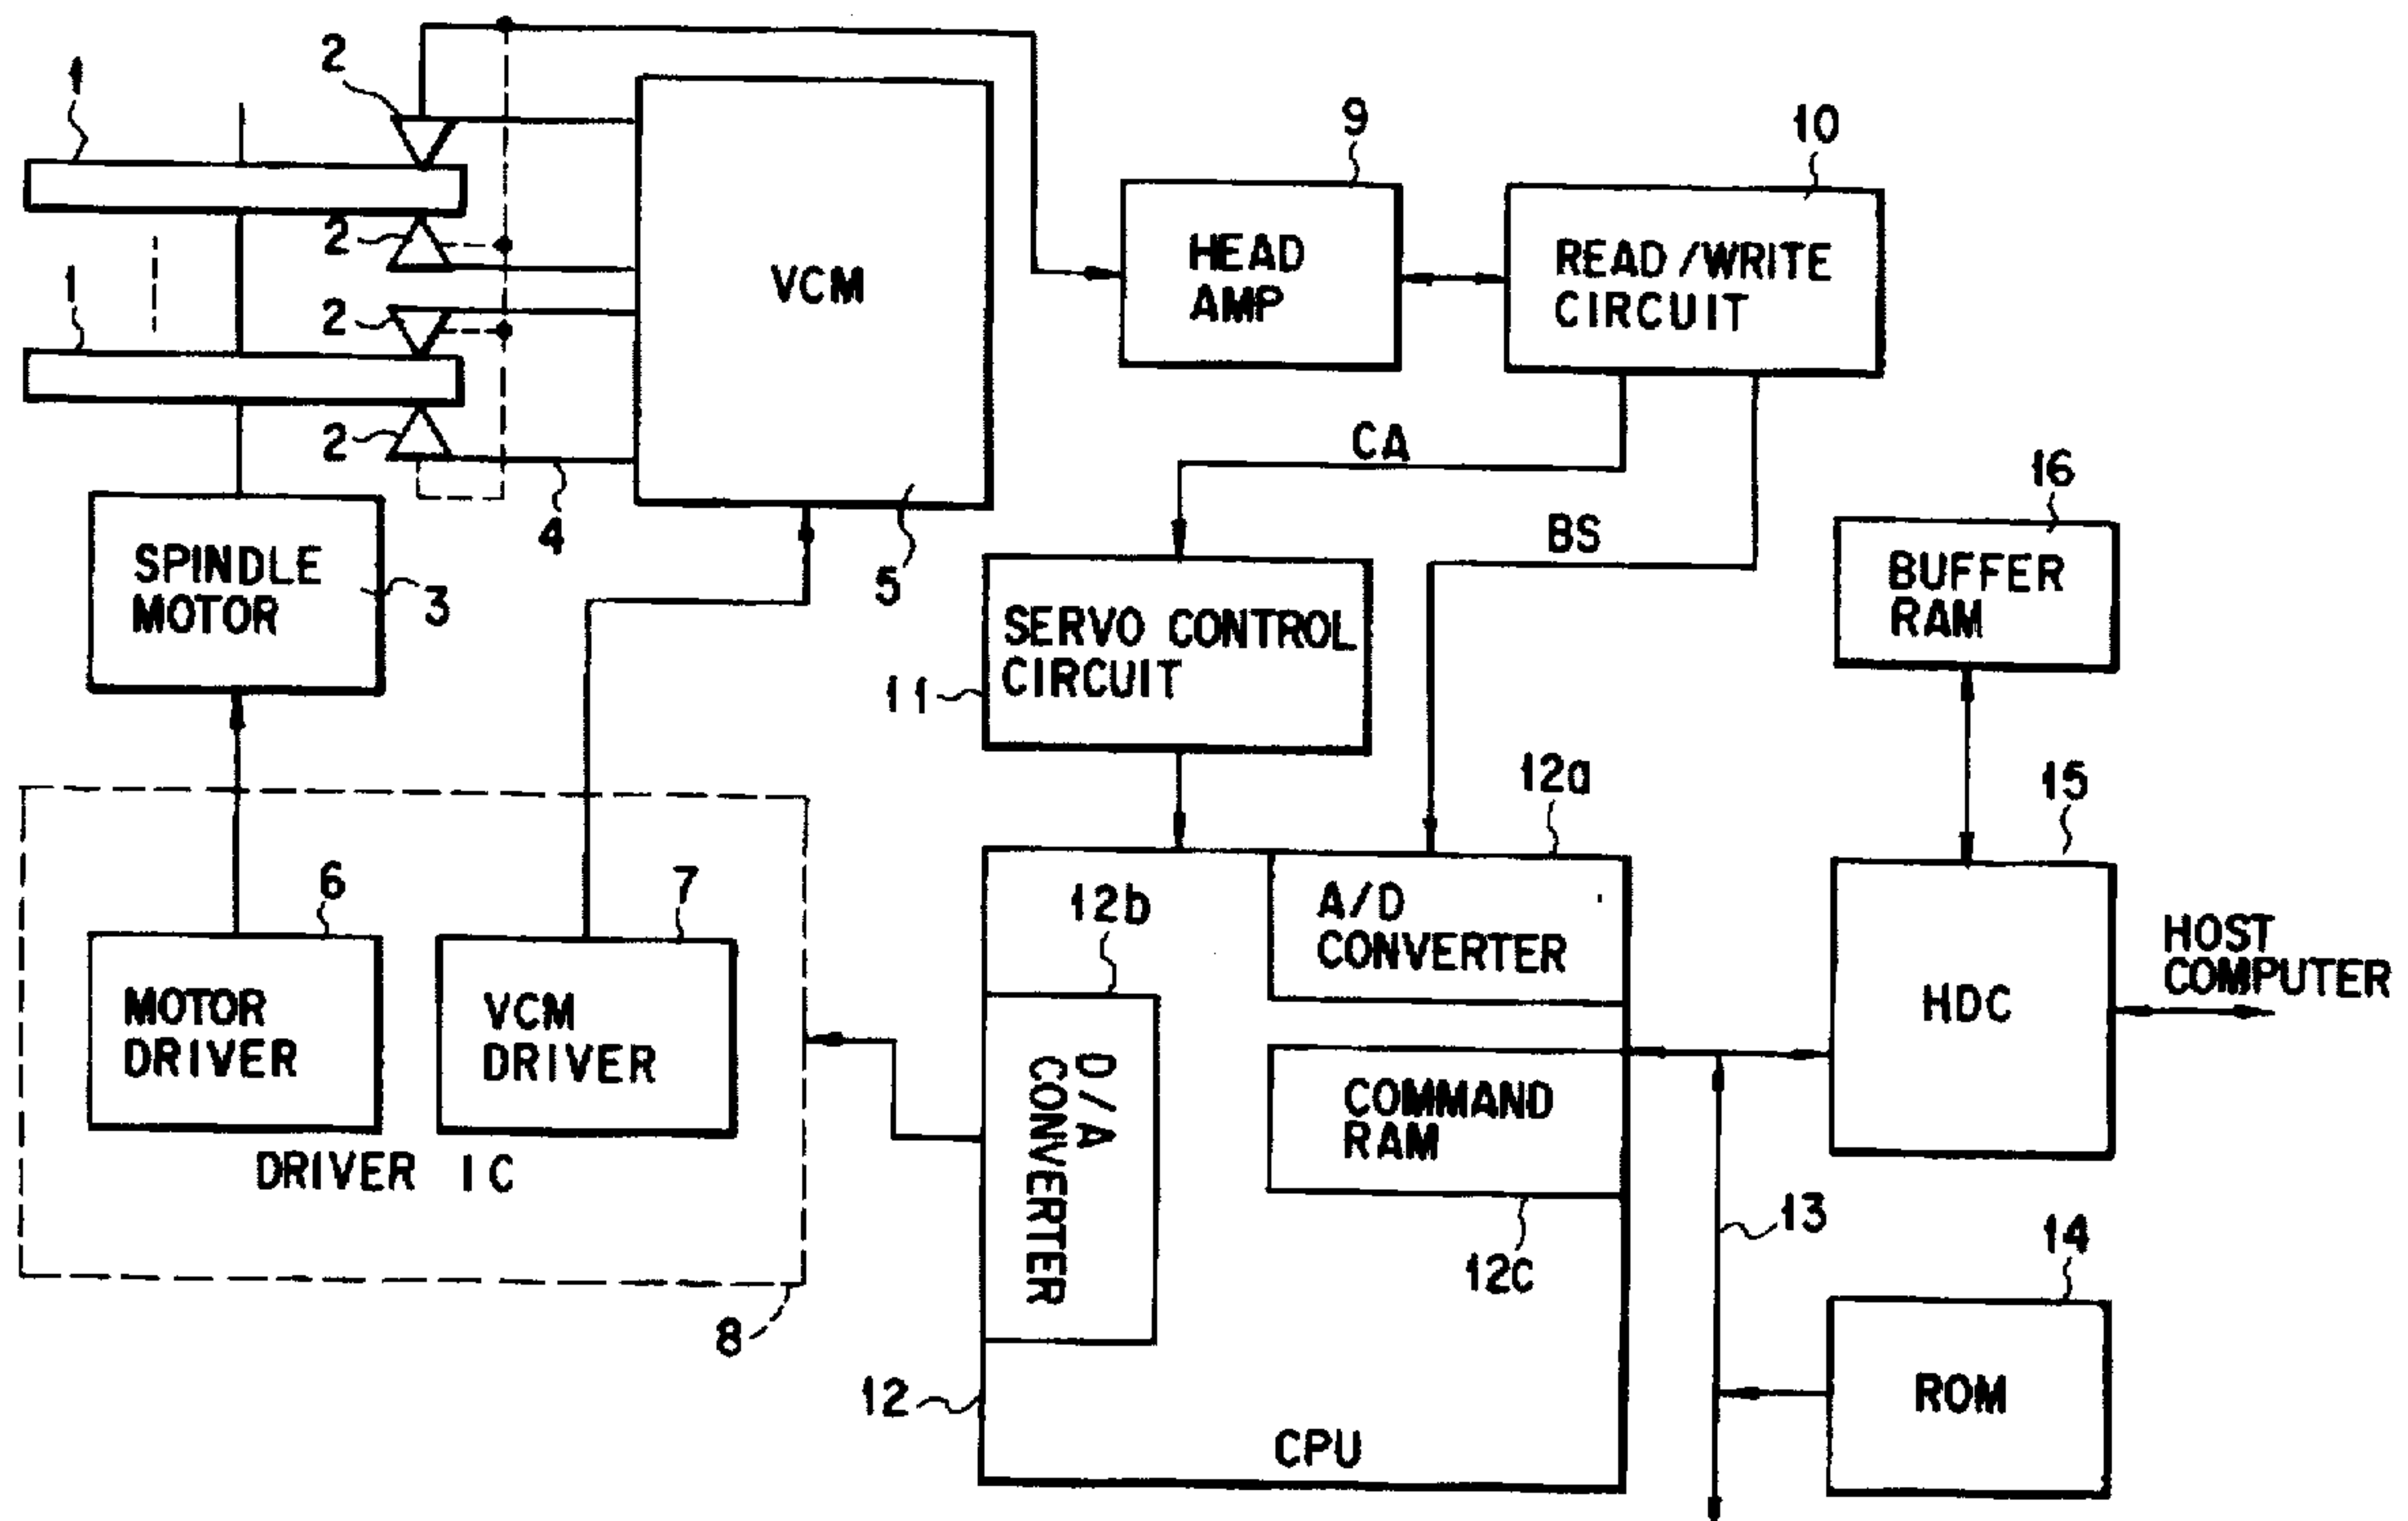 1
2
2
1
2
2
VCM
4
5
SPINDLE
MOTOR
3
9
HEAD
AMP
10
READ/WRITE
CIRCUIT
CA
BS
16
BUFFER
RAM
SERVO CONTROL
CIRCUIT
11
6
MOTOR
DRIVER
7
VCM
DRIVER
DRIVER IC
8
12a
A/D
CONVERTER
12b
D/A
CONVERTER
COMMAND
RAM
12c
12
CPU
15
HDC
HOST
COMPUTER
13
14
ROM